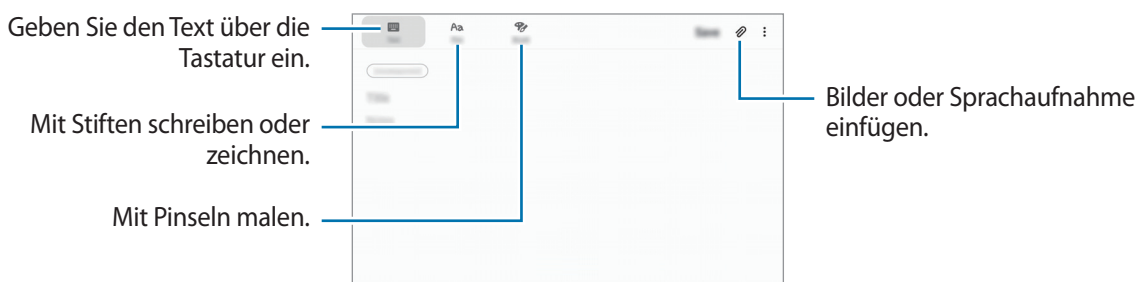 Geben Sie den Text über die
Tastatur ein.
Mit Stiften schreiben oder
zeichnen.
Mit Pinseln malen.
Aa
Bilder oder Sprachaufnahme
einfügen.